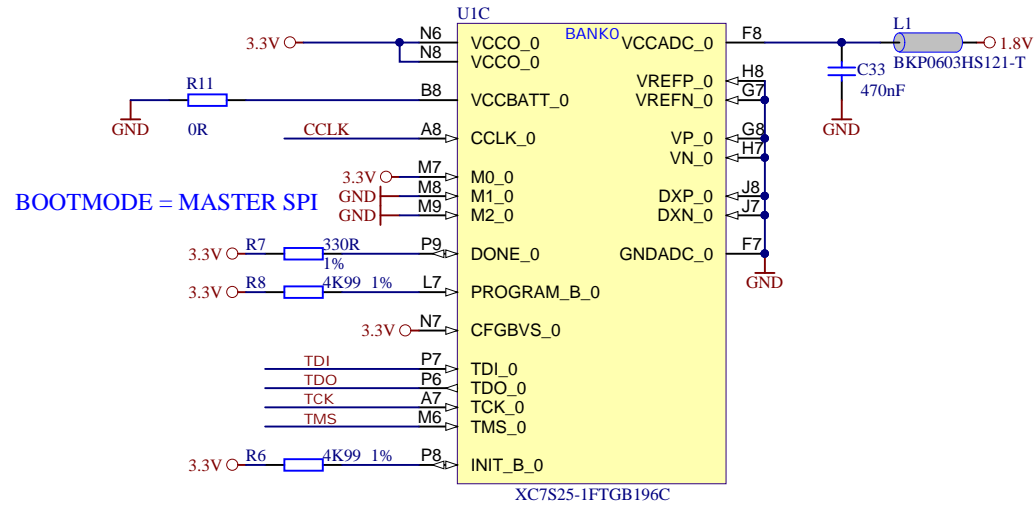 U1C
BANK0
3.3V N6 VCCO_0 VCCADC_0 F8 L1 1.8V
N8 VCCO_0 BKP0603HS121-T
C33
470nF
GND
VREFP_0 H8
R11 B8 VCCBATT_0 VREFN_0 G7
GND 0R
CCLK A8 CCLK_0 VP_0 G8
VN_0 H7
3.3V M7 M0_0
GND M8 M1_0 DXP_0 J8
BOOTMODE = MASTER SPI
GND M9 M2_0 DXN_0 J7
3.3V R7 330R P9 DONE_0 GNDADC_0 F7
1%
GND
3.3V R8 4K99 1% L7 PROGRAM_B_0
3.3V N7 CFGBVS_0
TDI P7 TDI_0
TDO P6 TDO_0
TCK A7 TCK_0
TMS M6 TMS_0
3.3V R6 4K99 1% P8 INIT_B_0
XC7S25-1FTGB196C